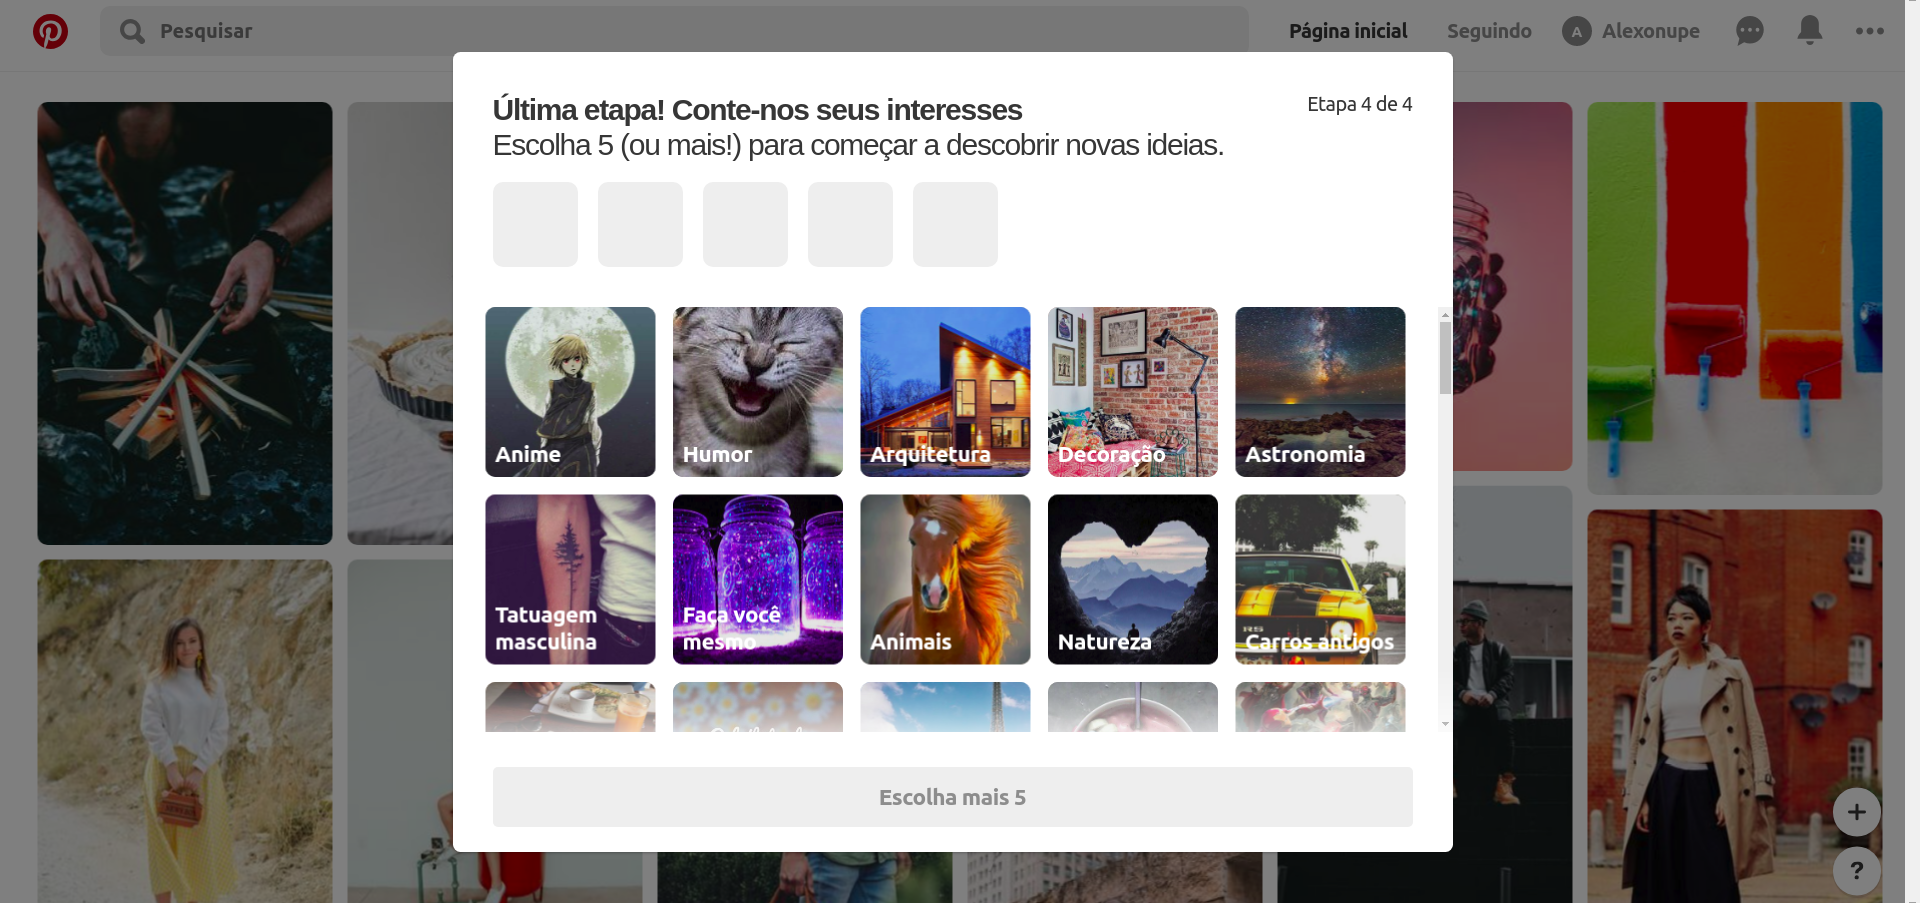 Pesquisar
Página inicial
Seguindo
A
Alexonupe
Última etapa! Conte-nos seus interesses
Etapa 4 de 4
Escolha 5 (ou mais!) para começar a descobrir novas ideias.
Anime
Humor
Arquitetura
Decoração
Astronomia
Tatuagem
masculina
Faça você
mesmo
Animais
Natureza
Carros antigos
Escolha mais 5
+
?